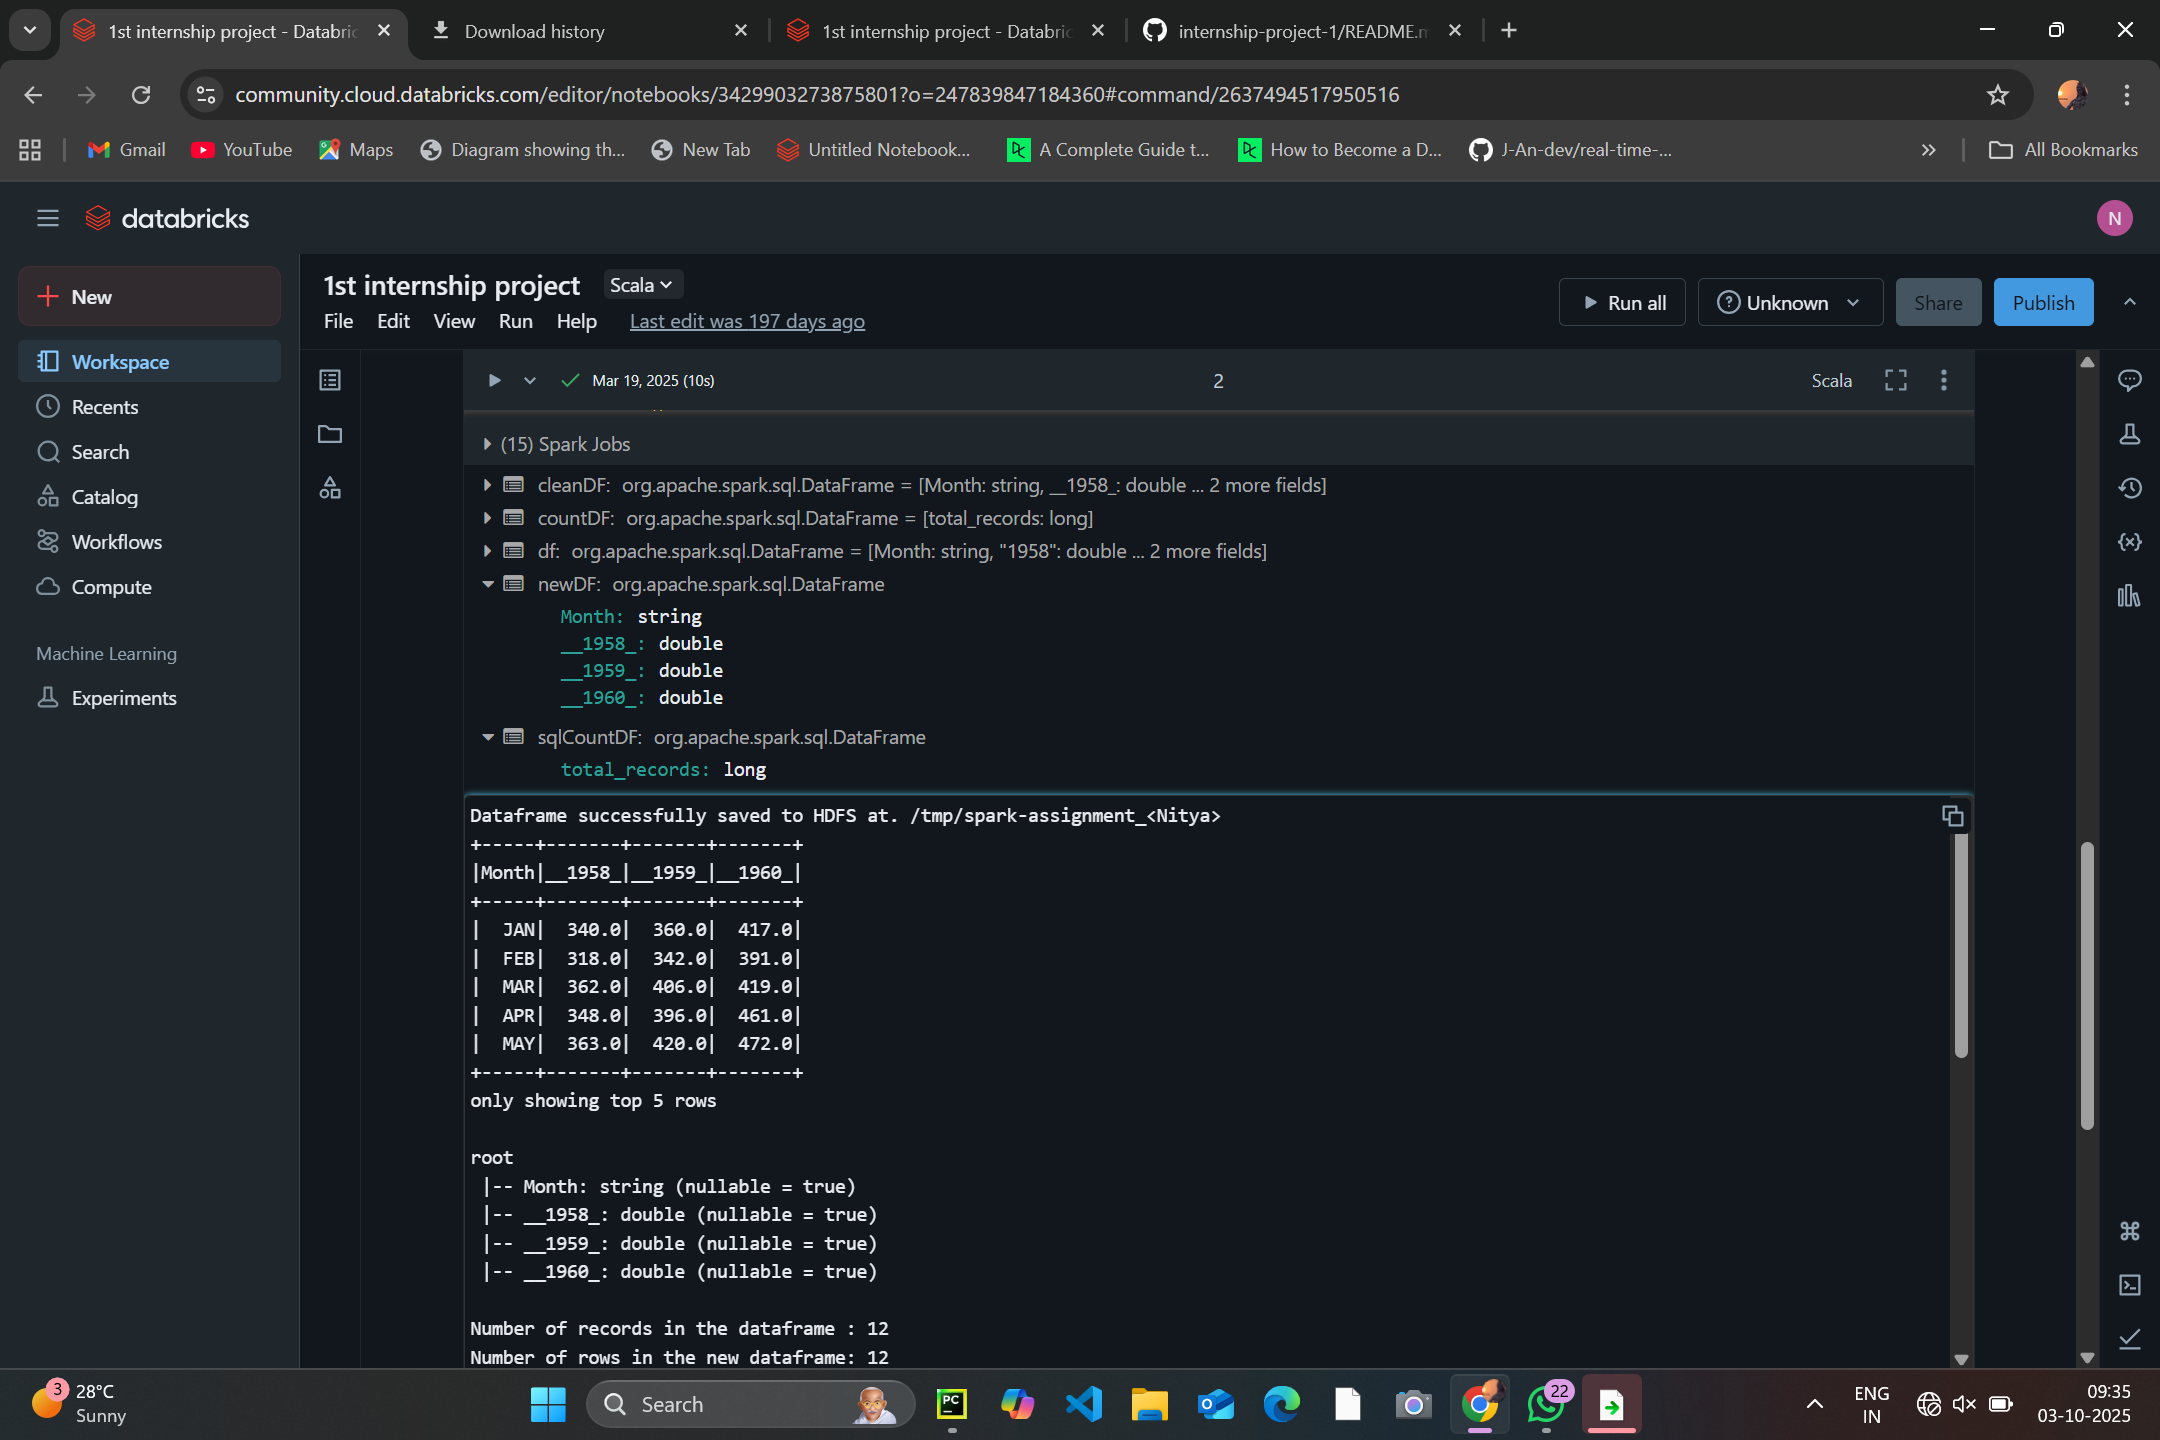 1st internship project - Databric
Download history
1st internship project - Databric
internship-project-1/README.m
community.cloud.databricks.com/editor/notebooks/3429903273875801?o=247839847184360#command/2637494517950516
Gmail
YouTube
Maps
Diagram showing th...
New Tab
Untitled Notebook...
A Complete Guide t...
How to Become a D...
J-An-dev/real-time-...
All Bookmarks
databricks
N
New
Workspace
Recents
Search
Catalog
Workflows
Compute
Machine Learning
Experiments
1st internship project
Scala
File Edit View Run Help Last edit was 197 days ago
Run all
Unknown
Share
Publish
Mar 19, 2025 (10s)
2
Scala
(15) Spark Jobs
cleanDF: org.apache.spark.sql.DataFrame = [Month: string, __1958_: double ... 2 more fields]
countDF: org.apache.spark.sql.DataFrame = [total_records: long]
df: org.apache.spark.sql.DataFrame = [Month: string, "1958": double ... 2 more fields]
newDF: org.apache.spark.sql.DataFrame
Month: string
__1958_: double
__1959_: double
__1960_: double
sqlCountDF: org.apache.spark.sql.DataFrame
total_records: long
Dataframe successfully saved to HDFS at. /tmp/spark-assignment_<Nitya>
+-----+-------+-------+-------+
|Month|__1958_|__1959_|__1960_|
+-----+-------+-------+-------+
|  JAN|  340.0|  360.0|  417.0|
|  FEB|  318.0|  342.0|  391.0|
|  MAR|  362.0|  406.0|  419.0|
|  APR|  348.0|  396.0|  461.0|
|  MAY|  363.0|  420.0|  472.0|
+-----+-------+-------+-------+
only showing top 5 rows
root
|-- Month: string (nullable = true)
|-- __1958_: double (nullable = true)
|-- __1959_: double (nullable = true)
|-- __1960_: double (nullable = true)
Number of records in the dataframe : 12
Number of rows in the new dataframe: 12
3
28°C
Sunny
Search
PC
22
ENG
IN
09:35
03-10-2025